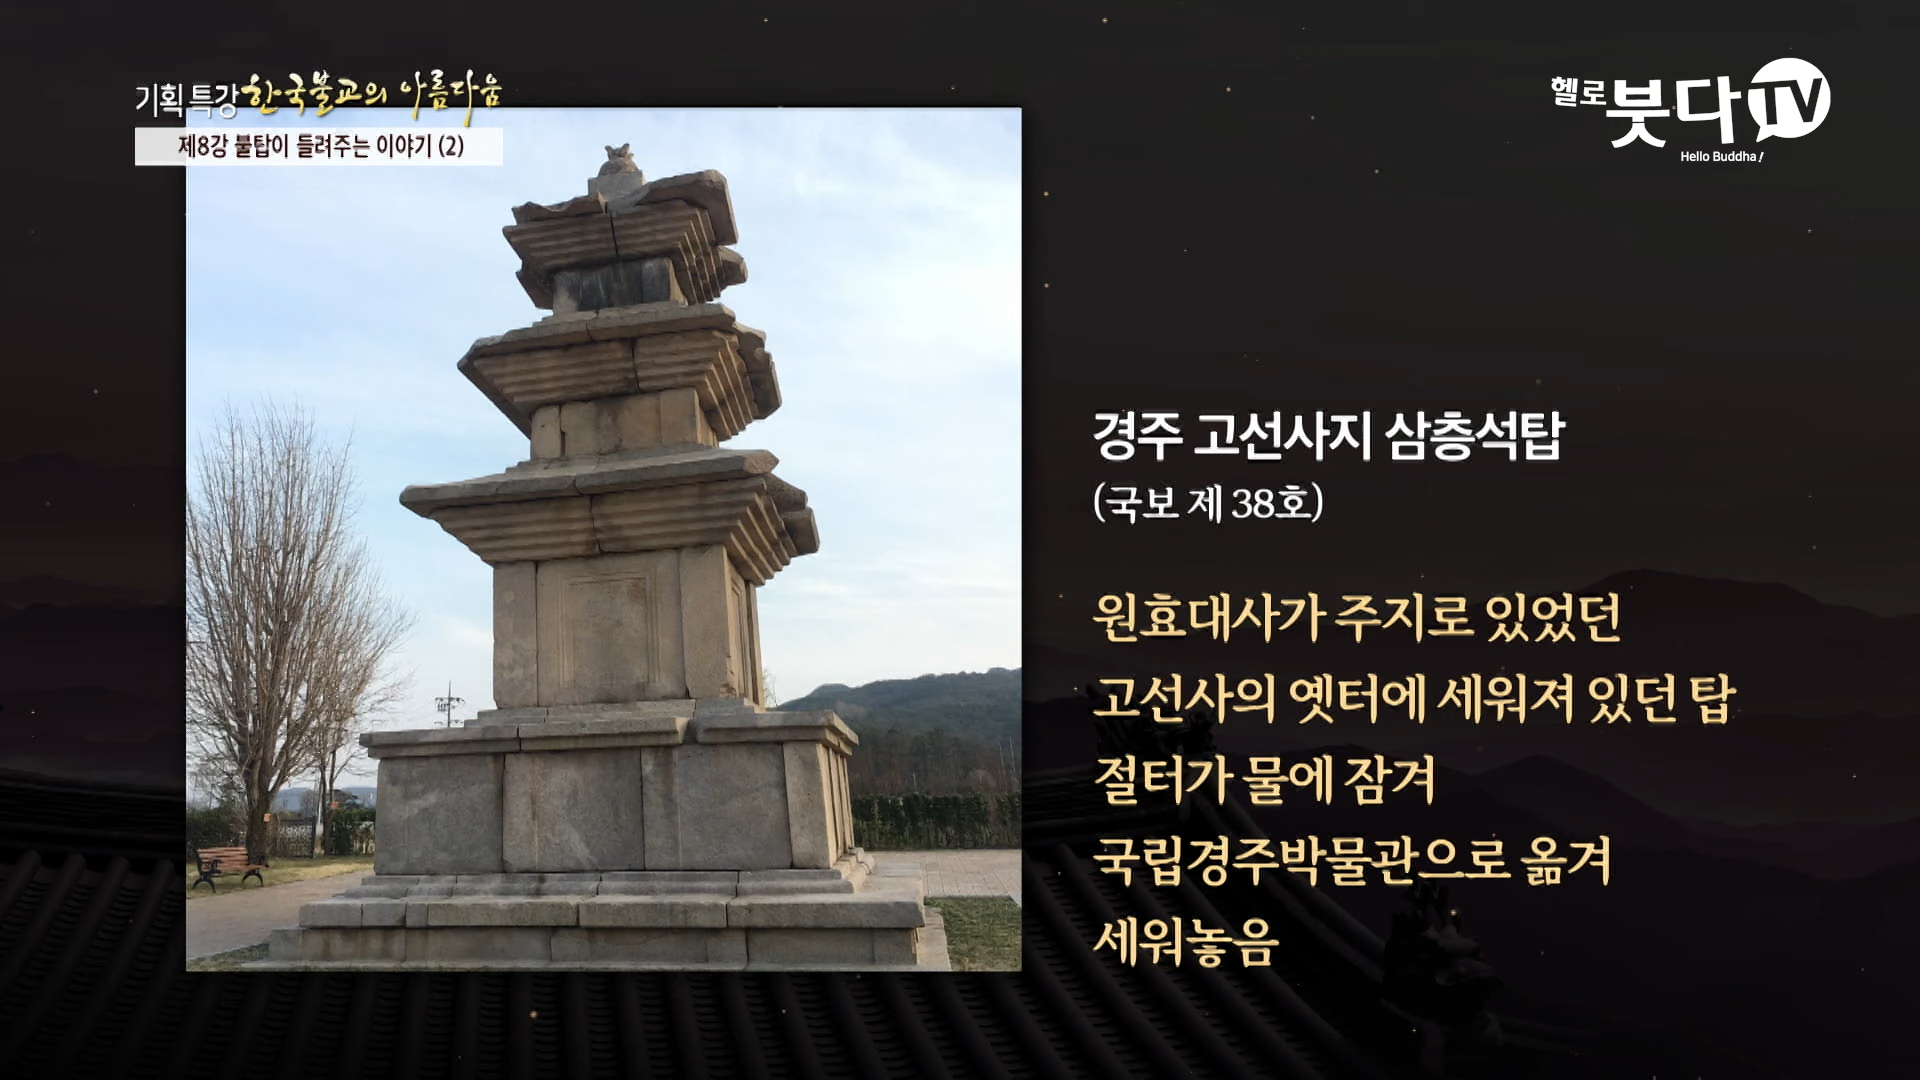 기획특강 한국불교의 아름다움
제8강 불탑이 들려주는 이야기 (2)
헬로 붓다 TV
Hello Buddha!
경주 고선사지 삼층석탑
(국보 제 38호)
원효대사가 주지로 있었던
고선사의 옛터에 세워져 있던 탑
절터가 물에 잠겨
국립경주박물관으로 옮겨
세워놓음